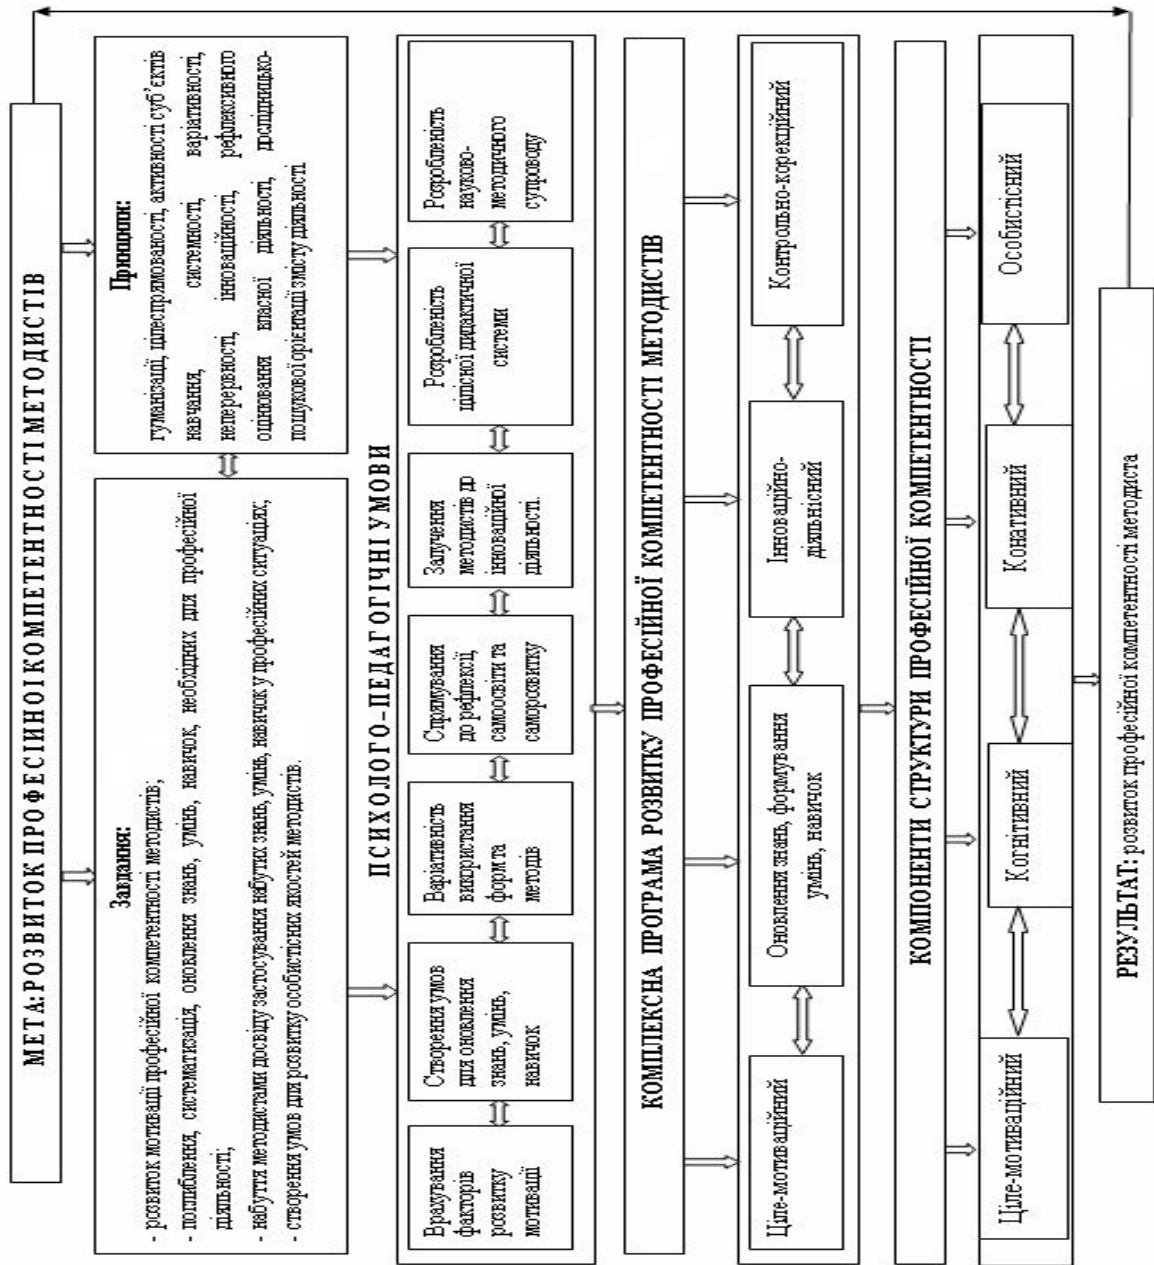 МЕТА: РОЗВИТОК ПРОФЕСІЙНОЇ КОМПЕТЕНТНОСТІ МЕТОДИСТІВ
Завдання:
- розвиток мотивації професійної компетентності методистів;
- поглиблення, систематизація, оновлення знань, умінь, навичок, необхідних для професійної
діяльності;
- набуття методистами досвіду застосування набутих знань, умінь, навичок у професійних ситуаціях;
- створення умов для розвитку особистісних якостей методистів.
Принципи:
гуманізації, цілеспрямованості, активності суб’єктів
навчання, системності, варіативності,
неперервності, інноваційності, рефлексивного
оцінювання власної діяльності, дослідницько-
пошукової орієнтації змісту діяльності
ПСИХОЛОГО-ПЕДАГОГІЧНІ УМОВИ
Врахування
факторів
розвитку
мотивації
Створення умов
для оновлення
знань, умінь,
навичок
Варіативність
використання
форм та
методів
Спрямування
до рефлексії,
самоосвіти та
саморозвитку
Залучення
методистів до
інноваційної
діяльності.
Розробленість
цілісної дидактичної
системи
Розробленість
науково-
методичного
супроводу
КОМПЛЕКСНА ПРОГРАМА РОЗВИТКУ ПРОФЕСІЙНОЇ КОМПЕТЕНТНОСТІ МЕТОДИСТІВ
Ціле-мотиваційний
Оновлення знань, формування
умінь, навичок
Інноваційно-
діяльнісний
Контрольно-корекційний
КОМПОНЕНТИ СТРУКТУРИ ПРОФЕСІЙНОЇ КОМПЕТЕНТНОСТІ
Ціле-мотиваційний
Когнітивний
Конативний
Особистісний
РЕЗУЛЬТАТ: розвиток професійної компетентності методиста